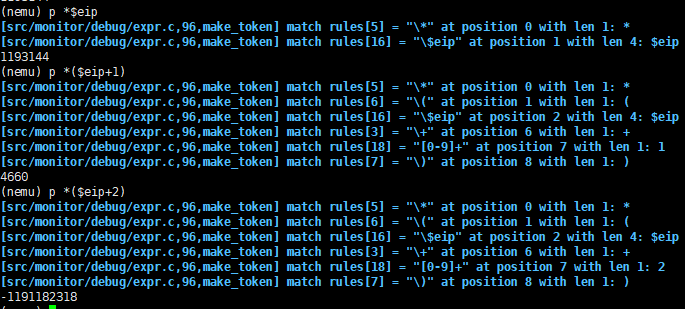 (nemu) p *$eip
[src/monitor/debug/expr.c,96,make_token] match rules[5] = "\*" at position 0 with len 1: *
[src/monitor/debug/expr.c,96,make_token] match rules[16] = "\$eip" at position 1 with len 4: $eip
1193144
(nemu) p *($eip+1)
[src/monitor/debug/expr.c,96,make_token] match rules[5] = "\*" at position 0 with len 1: *
[src/monitor/debug/expr.c,96,make_token] match rules[6] = "\(" at position 1 with len 1: (
[src/monitor/debug/expr.c,96,make_token] match rules[16] = "\$eip" at position 2 with len 4: $eip
[src/monitor/debug/expr.c,96,make_token] match rules[3] = "\+" at position 6 with len 1: +
[src/monitor/debug/expr.c,96,make_token] match rules[18] = "[0-9]+" at position 7 with len 1: 1
[src/monitor/debug/expr.c,96,make_token] match rules[7] = "\)" at position 8 with len 1: )
4660
(nemu) p *($eip+2)
[src/monitor/debug/expr.c,96,make_token] match rules[5] = "\*" at position 0 with len 1: *
[src/monitor/debug/expr.c,96,make_token] match rules[6] = "\(" at position 1 with len 1: (
[src/monitor/debug/expr.c,96,make_token] match rules[16] = "\$eip" at position 2 with len 4: $eip
[src/monitor/debug/expr.c,96,make_token] match rules[3] = "\+" at position 6 with len 1: +
[src/monitor/debug/expr.c,96,make_token] match rules[18] = "[0-9]+" at position 7 with len 1: 2
[src/monitor/debug/expr.c,96,make_token] match rules[7] = "\)" at position 8 with len 1: )
-1191182318